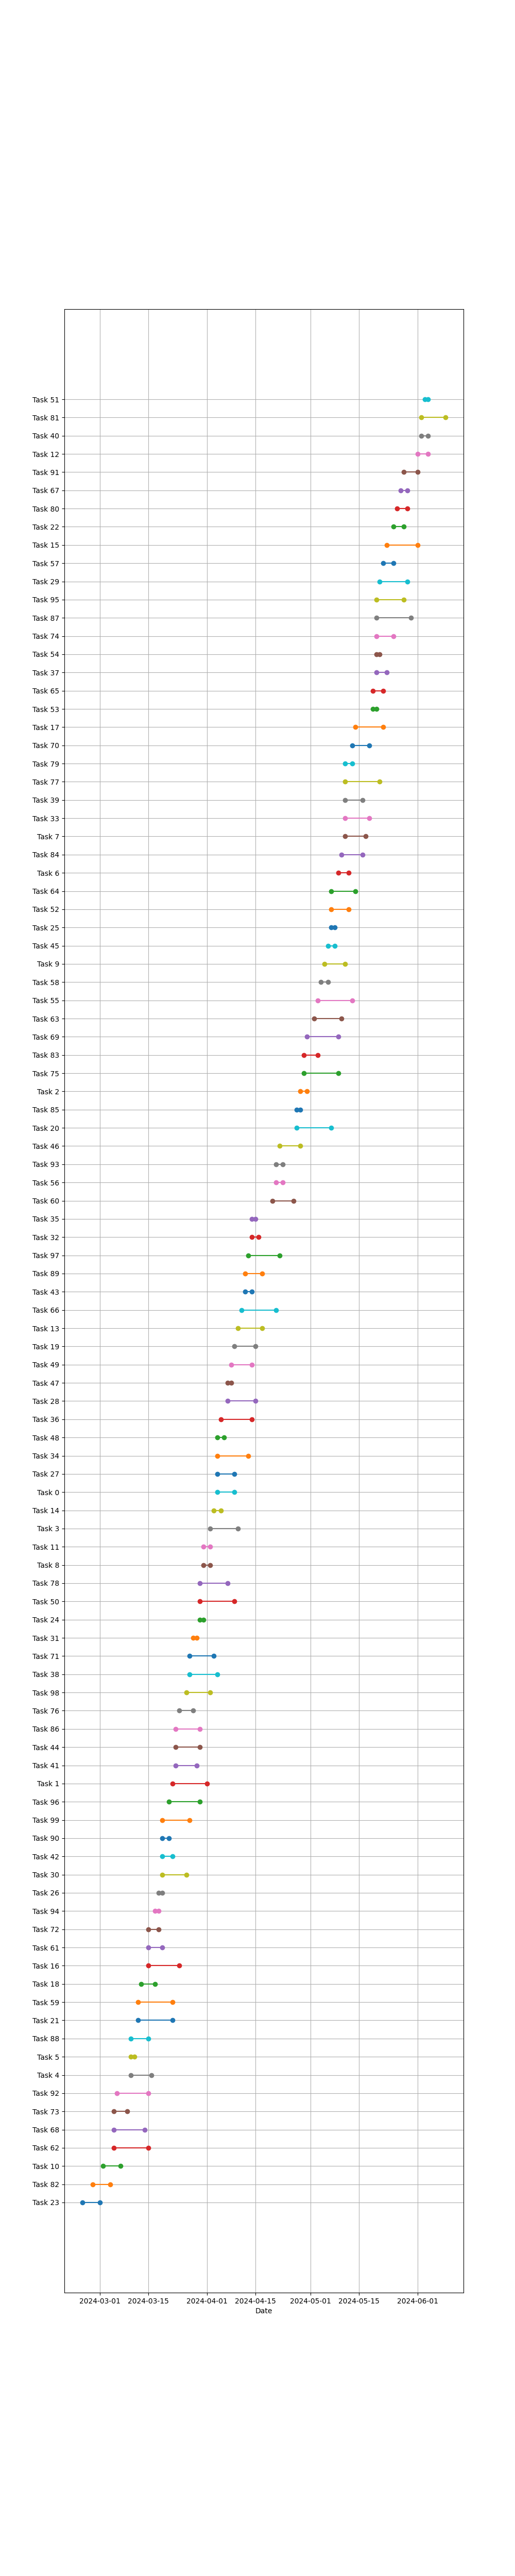 Task 51
Task 81
Task 40
Task 12
Task 91
Task 67
Task 80
Task 22
Task 15
Task 57
Task 29
Task 95
Task 87
Task 74
Task 54
Task 37
Task 65
Task 53
Task 17
Task 70
Task 79
Task 77
Task 39
Task 33
Task 7
Task 84
Task 6
Task 64
Task 52
Task 25
Task 45
Task 9
Task 58
Task 55
Task 63
Task 69
Task 83
Task 75
Task 2
Task 85
Task 20
Task 46
Task 93
Task 56
Task 60
Task 35
Task 32
Task 97
Task 89
Task 43
Task 66
Task 13
Task 19
Task 49
Task 47
Task 28
Task 36
Task 48
Task 34
Task 27
Task 0
Task 14
Task 3
Task 11
Task 8
Task 78
Task 50
Task 24
Task 31
Task 71
Task 38
Task 98
Task 76
Task 86
Task 44
Task 41
Task 1
Task 96
Task 99
Task 90
Task 42
Task 30
Task 26
Task 94
Task 72
Task 61
Task 16
Task 18
Task 59
Task 21
Task 88
Task 5
Task 4
Task 92
Task 73
Task 68
Task 62
Task 10
Task 82
Task 23
2024-03-01 2024-03-15 2024-04-01 2024-04-15 2024-05-01 2024-05-15 2024-06-01
Date